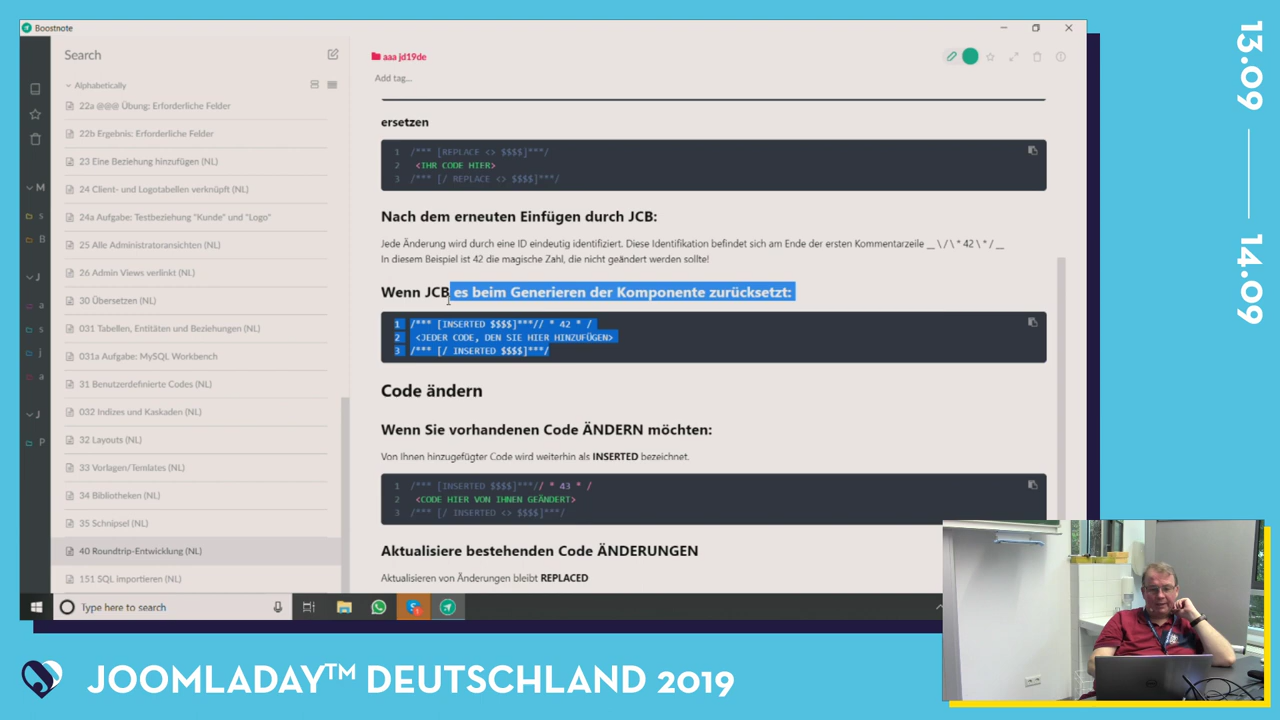 Boostnote
Search
Alphabetically
22a @@@ Übung: Erforderliche Felder
22b Ergebnis: Erforderliche Felder
23 Eine Beziehung hinzufügen (NL)
24 Client- und Logotabellen verknüpft (NL)
24a Aufgabe: Testbeziehung "Kunde" und "Logo"
25 Alle Administratoransichten (NL)
26 Admin Views verlinkt (NL)
30 Übersetzen (NL)
031 Tabellen, Entitäten und Beziehungen (NL)
031a Aufgabe: MySQL Workbench
31 Benutzerdefinierte Codes (NL)
032 Indizes und Kaskaden (NL)
32 Layouts (NL)
33 Vorlagen/Temlates (NL)
34 Bibliotheken (NL)
35 Schnipsel (NL)
40 Roundtrip-Entwicklung (NL)
151 SQL importieren (NL)
M
s
B
J
a
s
j
a
J
P
aaa jd19de
Add tag...
ersetzen
1 /*** [REPLACE <> $$$$]***/
2 <IHR CODE HIER>
3 /*** [/ REPLACE <> $$$$]***/
Nach dem erneuten Einfügen durch JCB:
Jede Änderung wird durch eine ID eindeutig identifiziert. Diese Identifikation befindet sich am Ende der ersten Kommentarzeile __ \ / \ * 42 \ * / __
In diesem Beispiel ist 42 die magische Zahl, die nicht geändert werden sollte!
Wenn JCB es beim Generieren der Komponente zurücksetzt:
1 /*** [INSERTED $$$$]***// * 42 * /
2 <JEDER CODE, DEN SIE HIER HINZUFÜGEN>
3 /*** [/ INSERTED $$$$]***/
Code ändern
Wenn Sie vorhandenen Code ÄNDERN möchten:
Von Ihnen hinzugefügter Code wird weiterhin als INSERTED bezeichnet.
1 /*** [INSERTED $$$$]***// * 43 * /
2 <CODE HIER VON IHNEN GEÄNDERT>
3 /*** [/ INSERTED <> $$$$]***/
Aktualisiere bestehenden Code ÄNDERUNGEN
Aktualisieren von Änderungen bleibt REPLACED
Type here to search
13.09
14.09
JOOMLADAY™ DEUTSCHLAND 2019